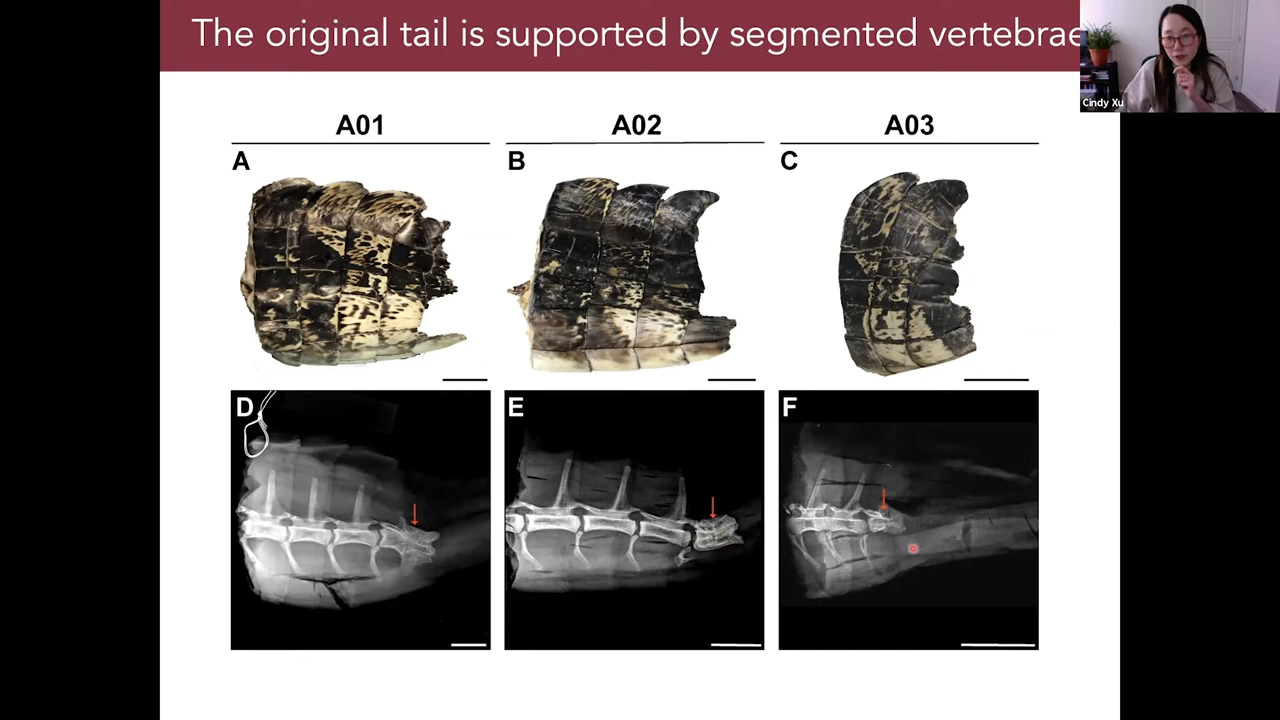 The original tail is supported by segmented vertebrae
Cindy Xu
A01
A02
A03
A
B
C
D
E
F